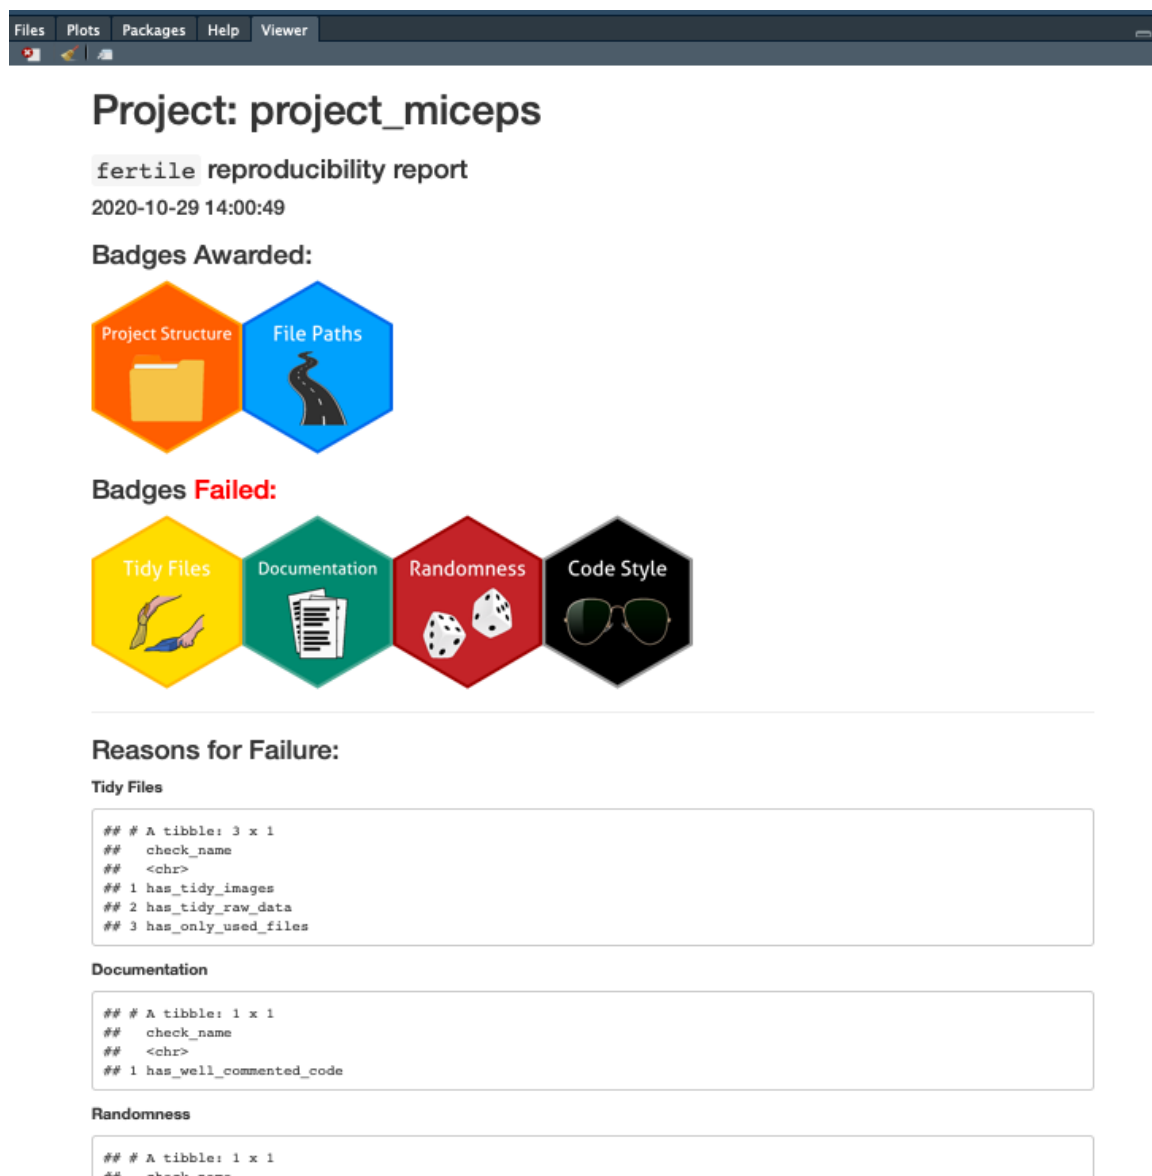 Files Plots Packages Help Viewer
Project: project_miceps
fertile reproducibility report
2020-10-29 14:00:49
Badges Awarded:
Project Structure File Paths
Badges Failed:
Tidy Files Documentation Randomness Code Style
Reasons for Failure:
Tidy Files
## # A tibble: 3 x 1
##   check_name
##   <chr>
## 1 has_tidy_images
## 2 has_tidy_raw_data
## 3 has_only_used_files
Documentation
## # A tibble: 1 x 1
##   check_name
##   <chr>
## 1 has_well_commented_code
Randomness
## # A tibble: 1 x 1